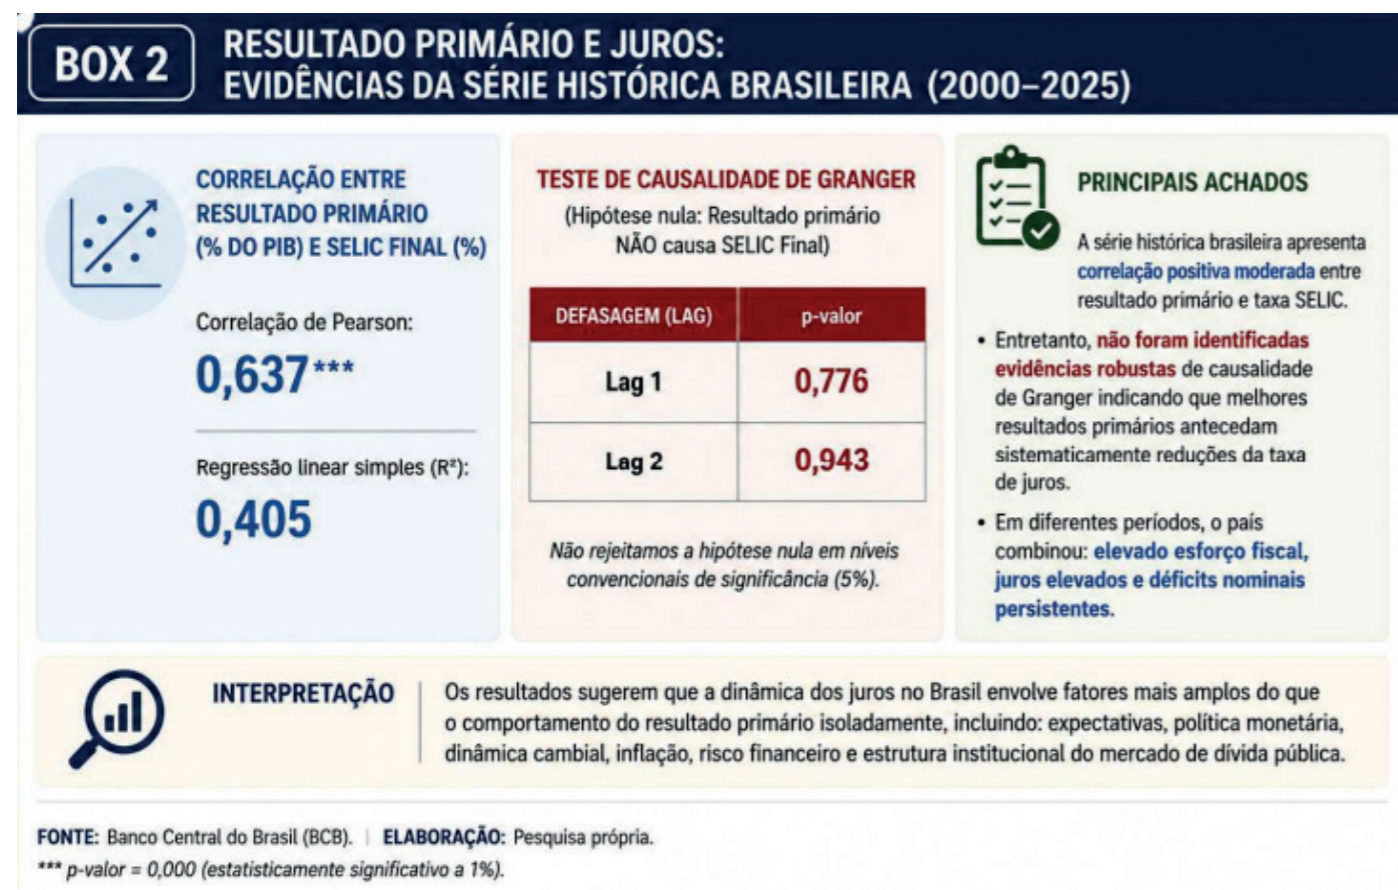 BOX 2
RESULTADO PRIMÁRIO E JUROS:
EVIDÊNCIAS DA SÉRIE HISTÓRICA BRASILEIRA (2000–2025)
CORRELAÇÃO ENTRE
RESULTADO PRIMÁRIO
(% DO PIB) E SELIC FINAL (%)
Correlação de Pearson:
0,637***
Regressão linear simples (R²):
0,405
TESTE DE CAUSALIDADE DE GRANGER
(Hipótese nula: Resultado primário
NÃO causa SELIC Final)
DEFASAGEM (LAG) p-valor
Lag 1 0,776
Lag 2 0,943
Não rejeitamos a hipótese nula em níveis
convencionais de significância (5%).
PRINCIPAIS ACHADOS
A série histórica brasileira apresenta
correlação positiva moderada entre
resultado primário e taxa SELIC.
• Entretanto, não foram identificadas
evidências robustas de causalidade
de Granger indicando que melhores
resultados primários antecedam
sistematicamente reduções da taxa
de juros.
• Em diferentes períodos, o país
combinou: elevado esforço fiscal,
juros elevados e déficits nominais
persistentes.
INTERPRETAÇÃO
Os resultados sugerem que a dinâmica dos juros no Brasil envolve fatores mais amplos do que
o comportamento do resultado primário isoladamente, incluindo: expectativas, política monetária,
dinâmica cambial, inflação, risco financeiro e estrutura institucional do mercado de dívida pública.
FONTE: Banco Central do Brasil (BCB). | ELABORAÇÃO: Pesquisa própria.
*** p-valor = 0,000 (estatisticamente significativo a 1%).